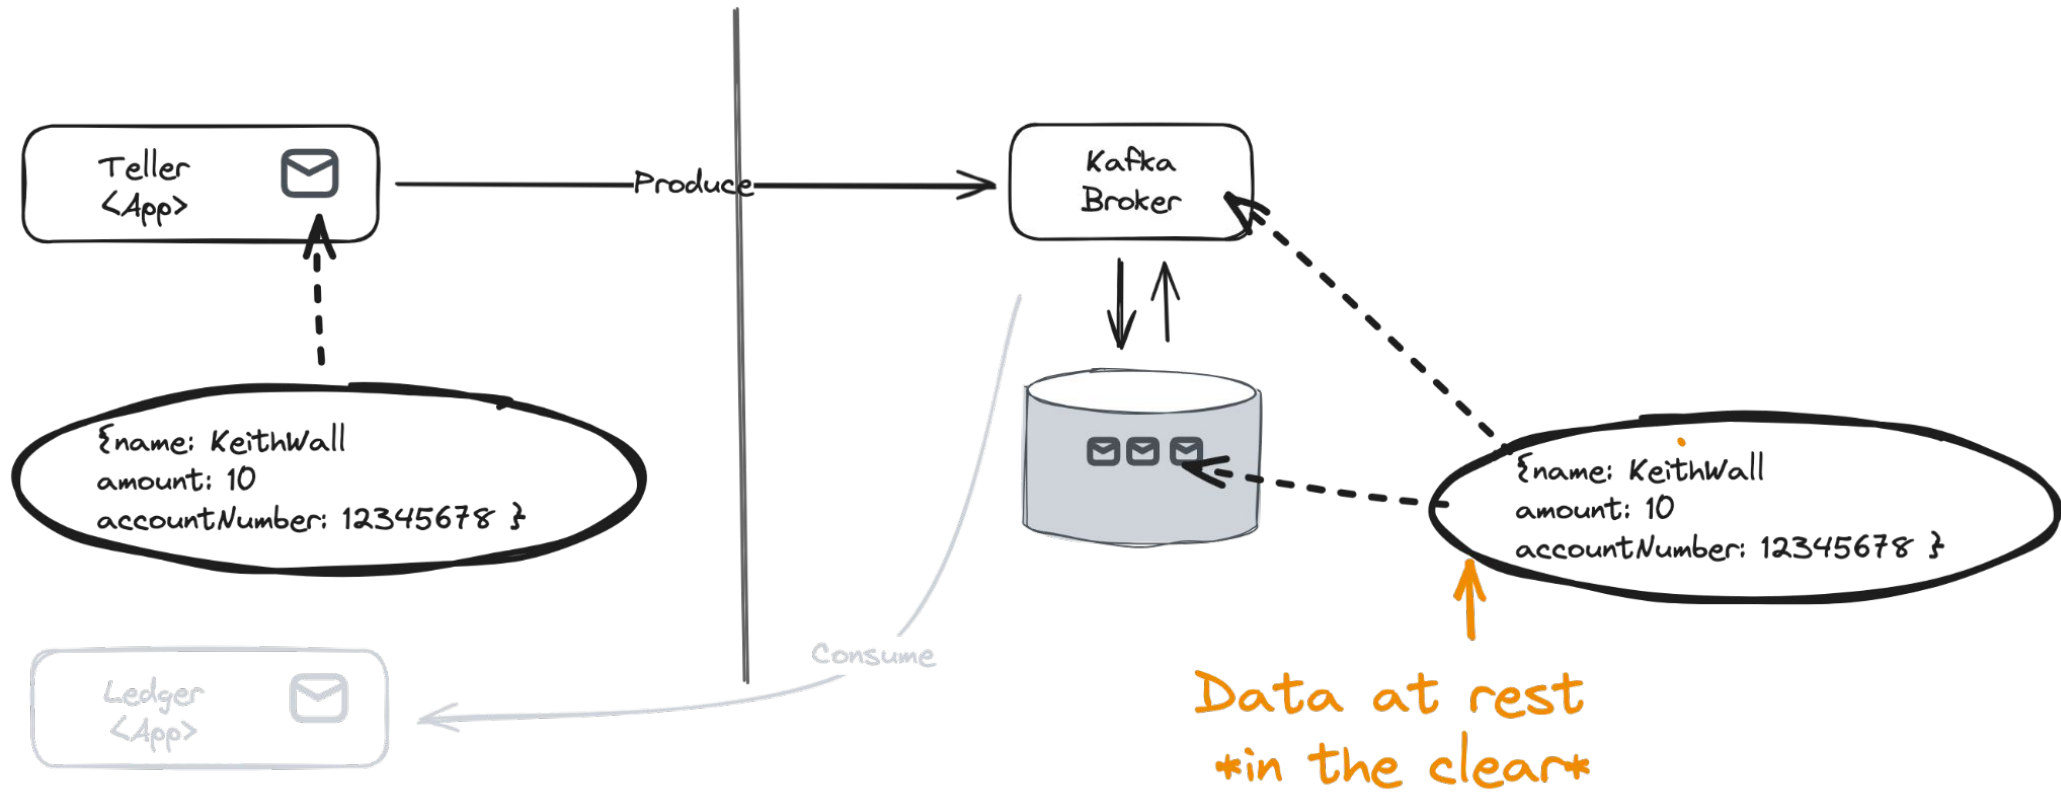 Teller
<App>
Produce
Kafka
Broker
{name: KeithWall
amount: 10
accountNumber: 12345678 }
{name: KeithWall
amount: 10
accountNumber: 12345678 }
Consume
Ledger
<App>
Data at rest
*in the clear*